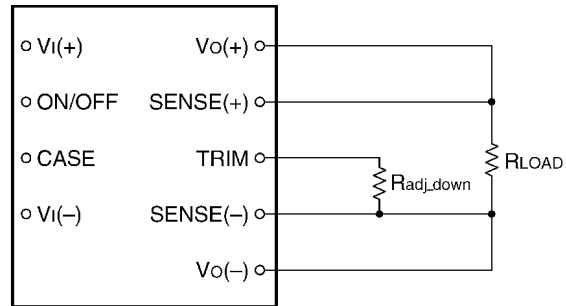 VI(+) VO(+)
ON/OFF SENSE(+)
CASE TRIM
RLOAD
Radj_down
VI(–) SENSE(–)
VO(–)